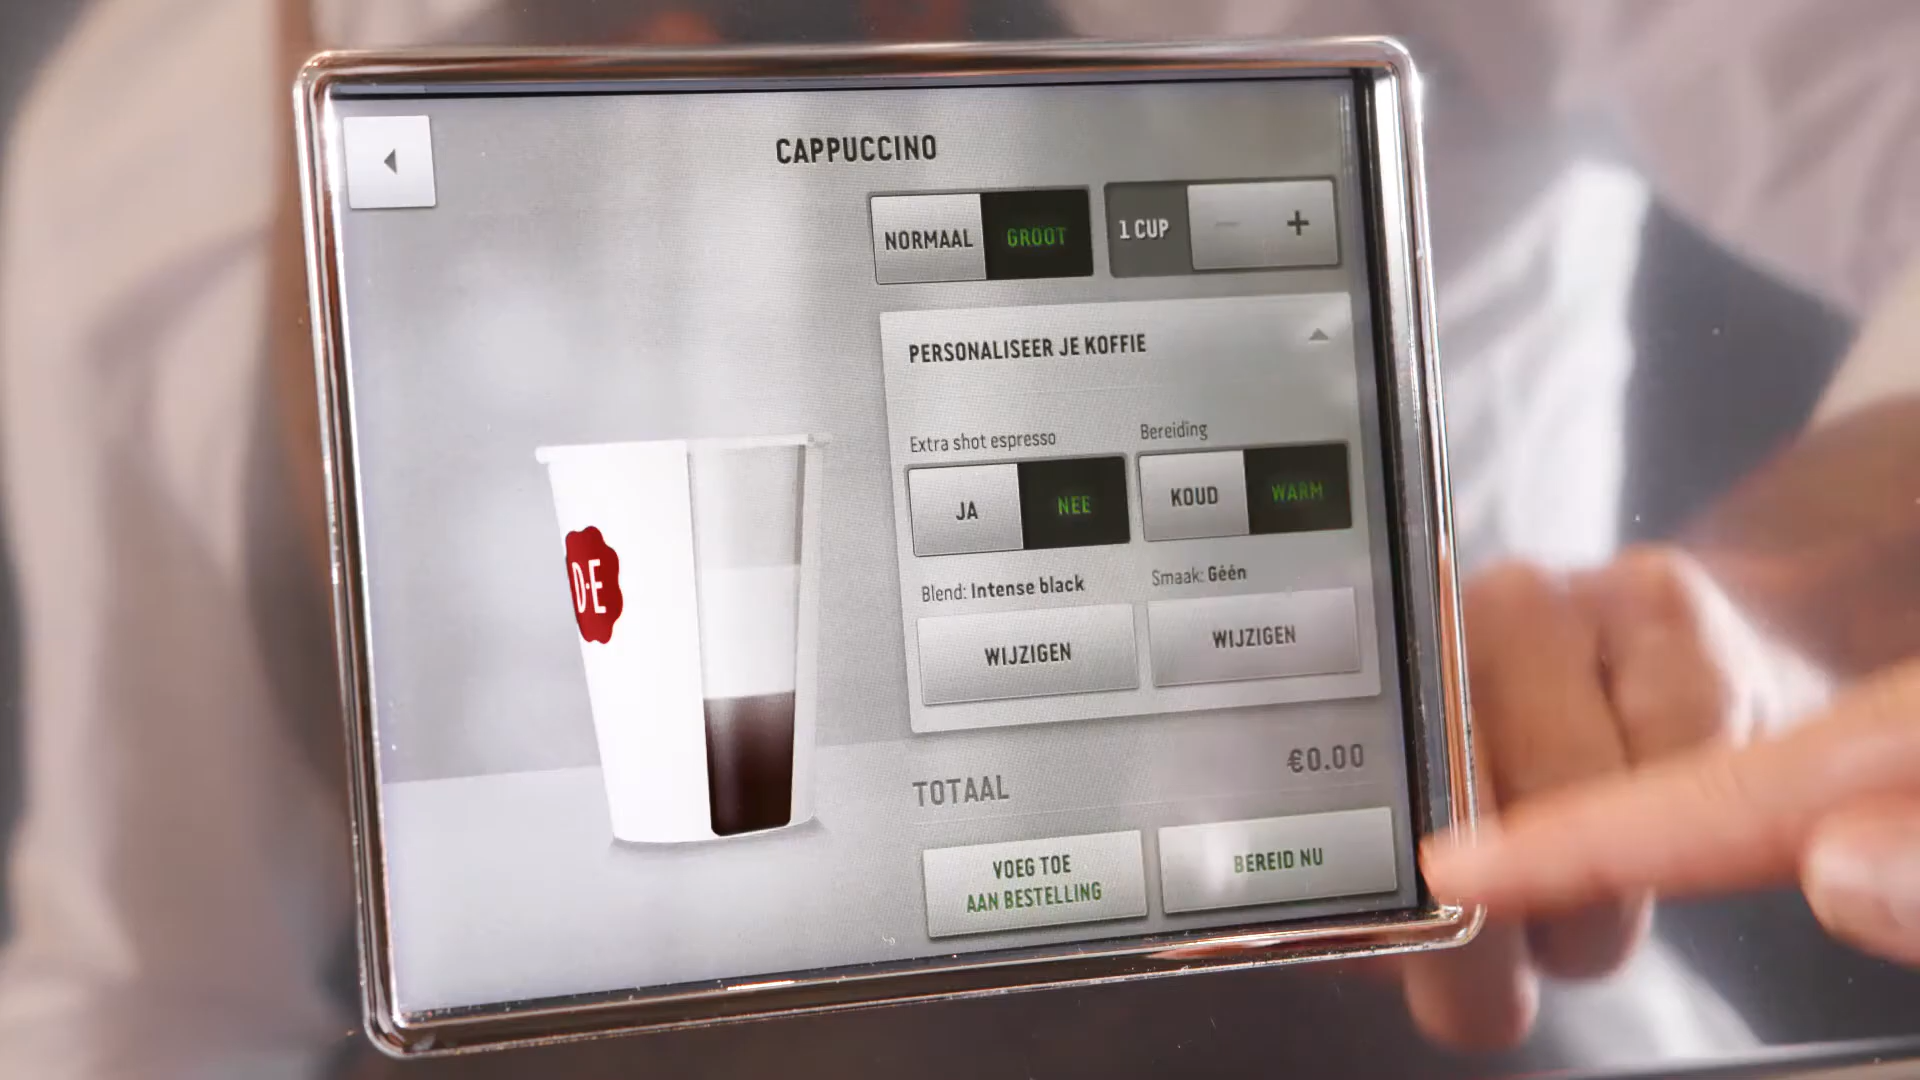 CAPPUCCINO
NORMAAL GROOT 1 CUP − +
PERSONALISEER JE KOFFIE
Extra shot espresso Bereiding
JA NEE KOUD WARM
Blend: Intense black Smaak: Géén
WIJZIGEN WIJZIGEN
D·E
TOTAAL €0.00
VOEG TOE
AAN BESTELLING
BEREID NU